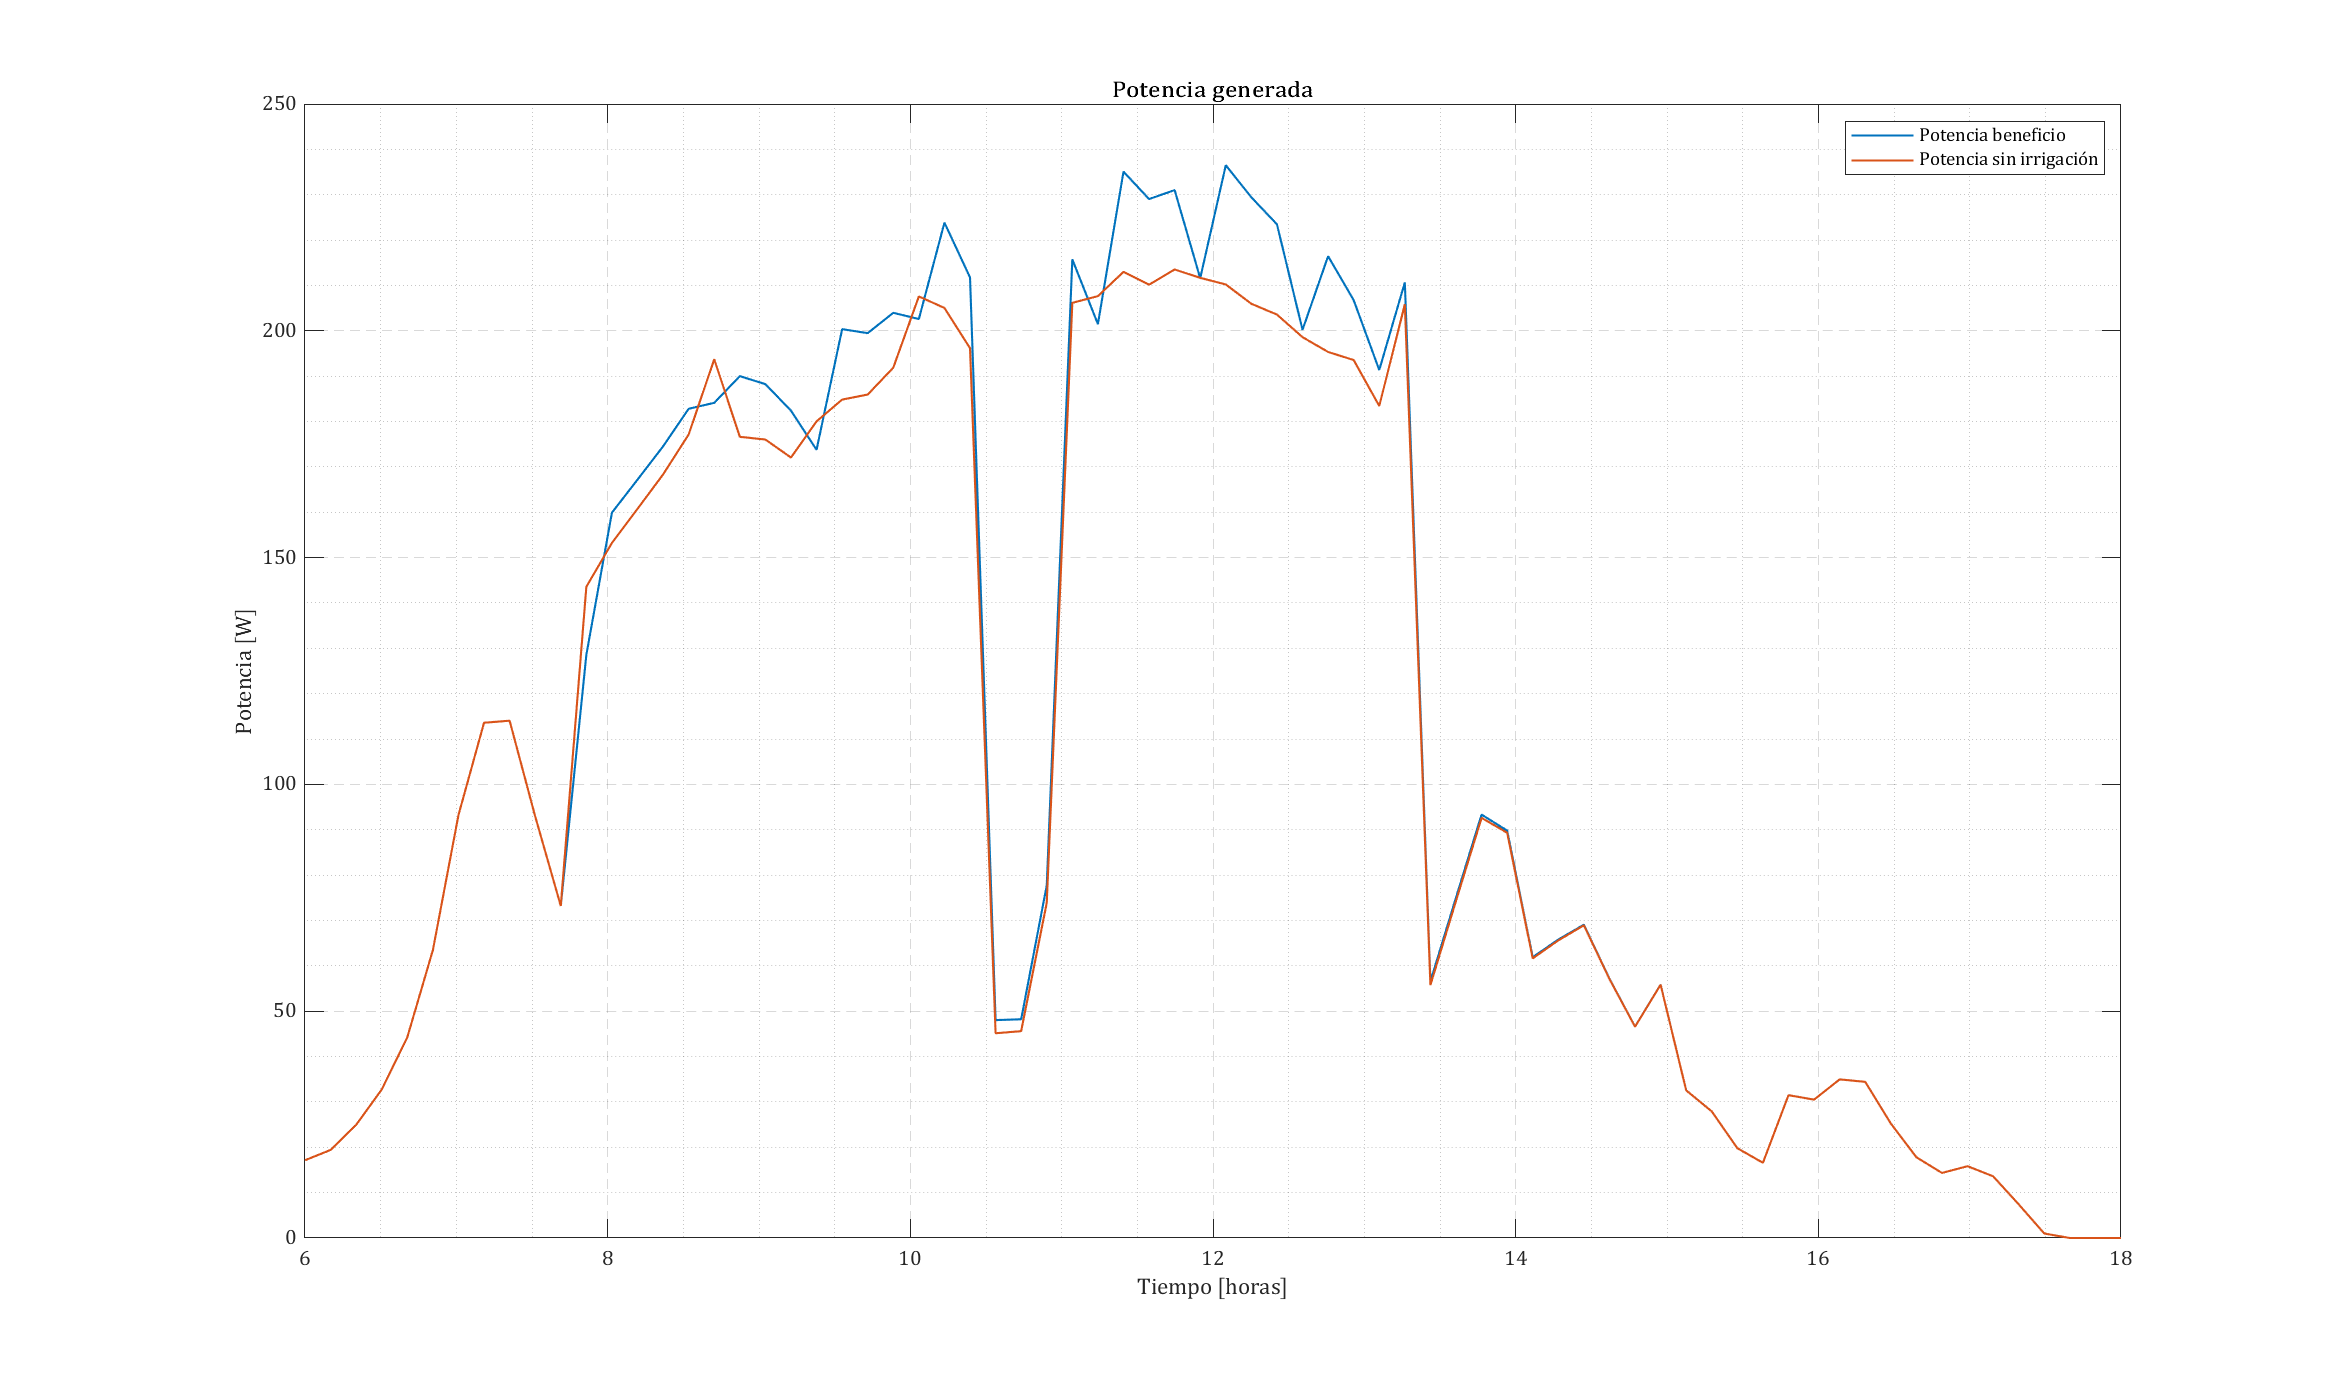 Potencia generada
250
200
150
100
50
0
Potencia [W]
6 8 10 12 14 16 18
Tiempo [horas]
Potencia beneficio
Potencia sin irrigación